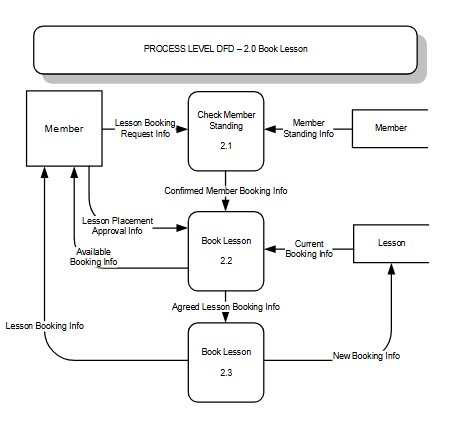 PROCESS LEVEL DFD – 2.0 Book Lesson
Member
Lesson Booking
Request Info
Check Member
Standing
2.1
Member
Standing Info
Member
Confirmed Member Booking Info
Lesson Placement
Approval Info
Available
Booking Info
Book Lesson
2.2
Current
Booking Info
Lesson
Agreed Lesson Booking Info
Lesson Booking Info
Book Lesson
2.3
New Booking Info